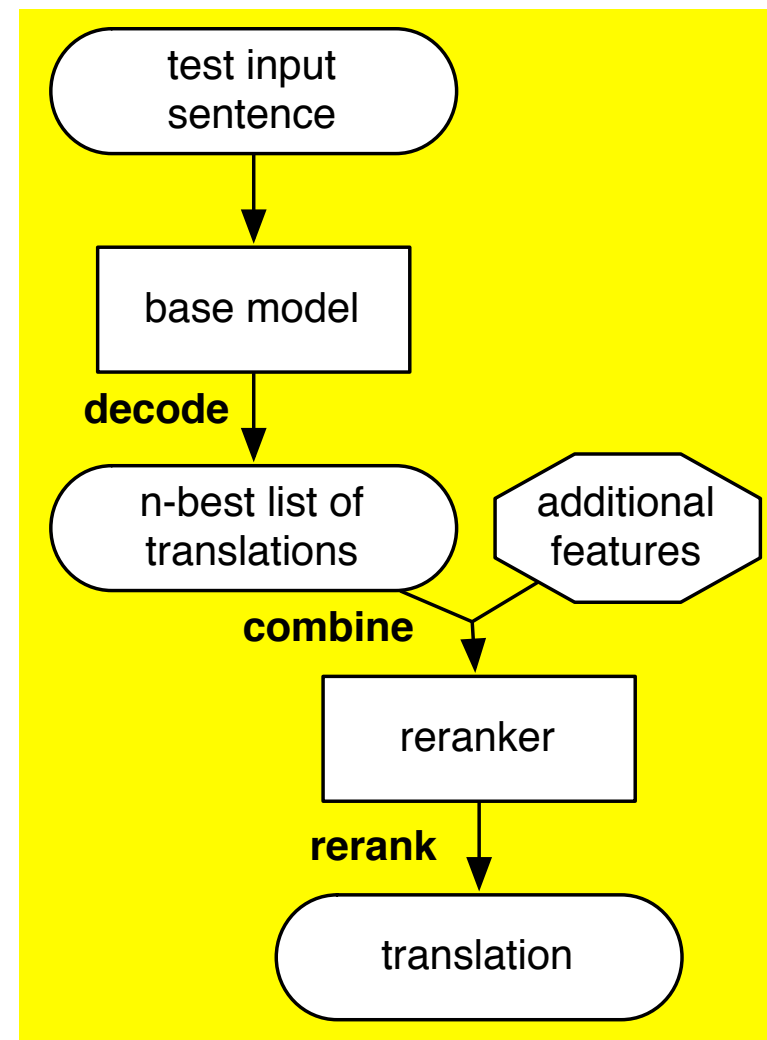 test input
sentence
base model
decode
n-best list of
translations
additional
features
combine
reranker
rerank
translation